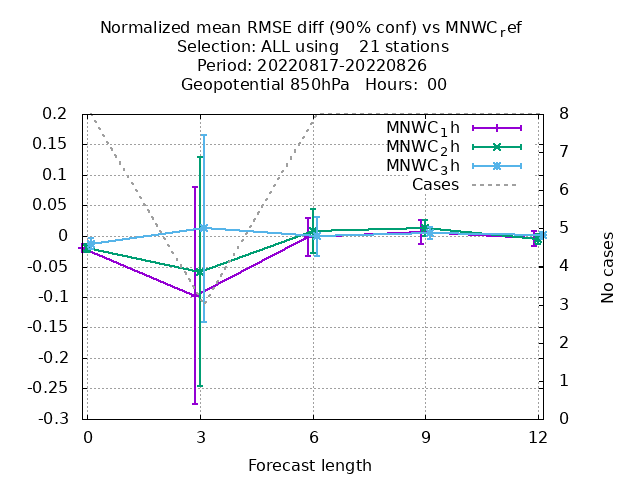 Normalized mean RMSE diff (90% conf) vs MNWC_ref
Selection: ALL using 21 stations
Period: 20220817-20220826
Geopotential 850hPa Hours: 00
MNWC_1h
MNWC_2h
MNWC_3h
Cases
0.2
0.15
0.1
0.05
0
-0.05
-0.1
-0.15
-0.2
-0.25
-0.3
8
7
6
5
4
3
2
1
0
No cases
0 3 6 9 12
Forecast length